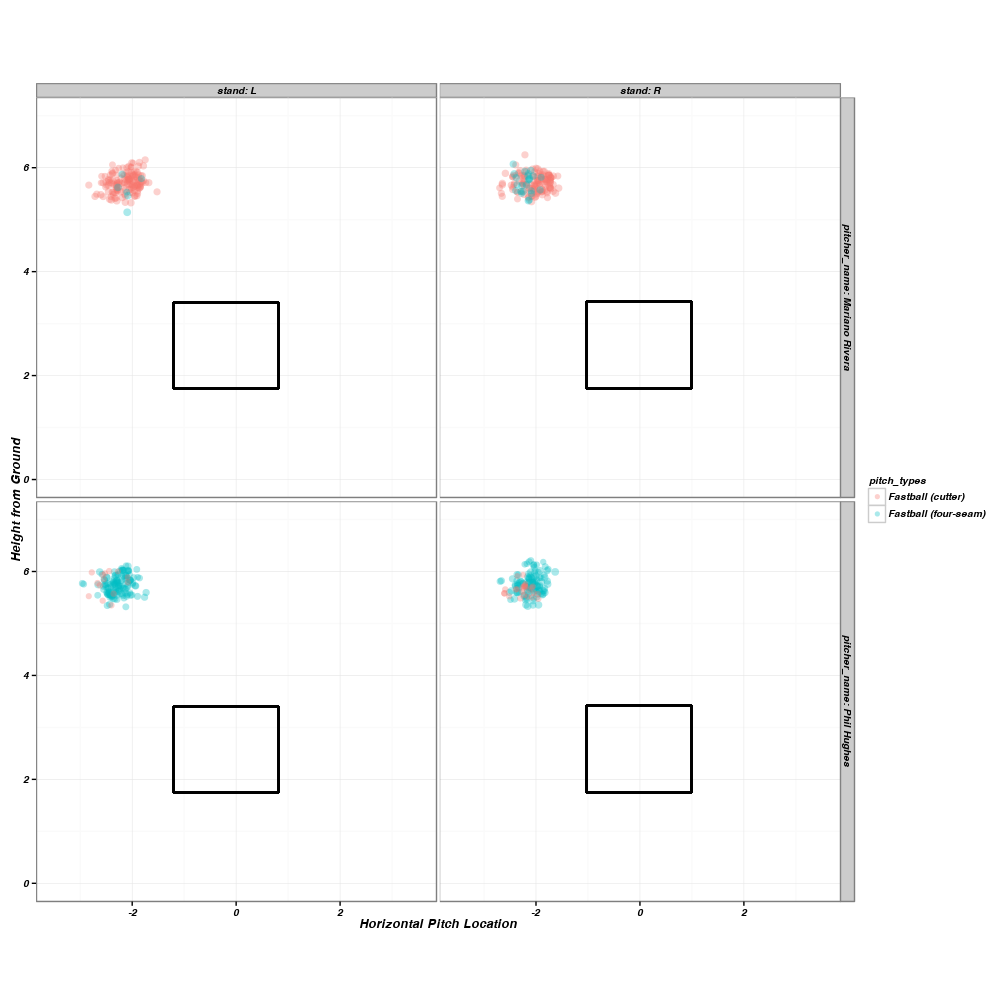 stand: L
stand: R
6
4
2
0
pitcher_name: Mariano Rivera
6
4
2
0
pitcher_name: Phil Hughes
Height from Ground
-2
0
2
-2
0
2
Horizontal Pitch Location
pitch_types
Fastball (cutter)
Fastball (four-seam)